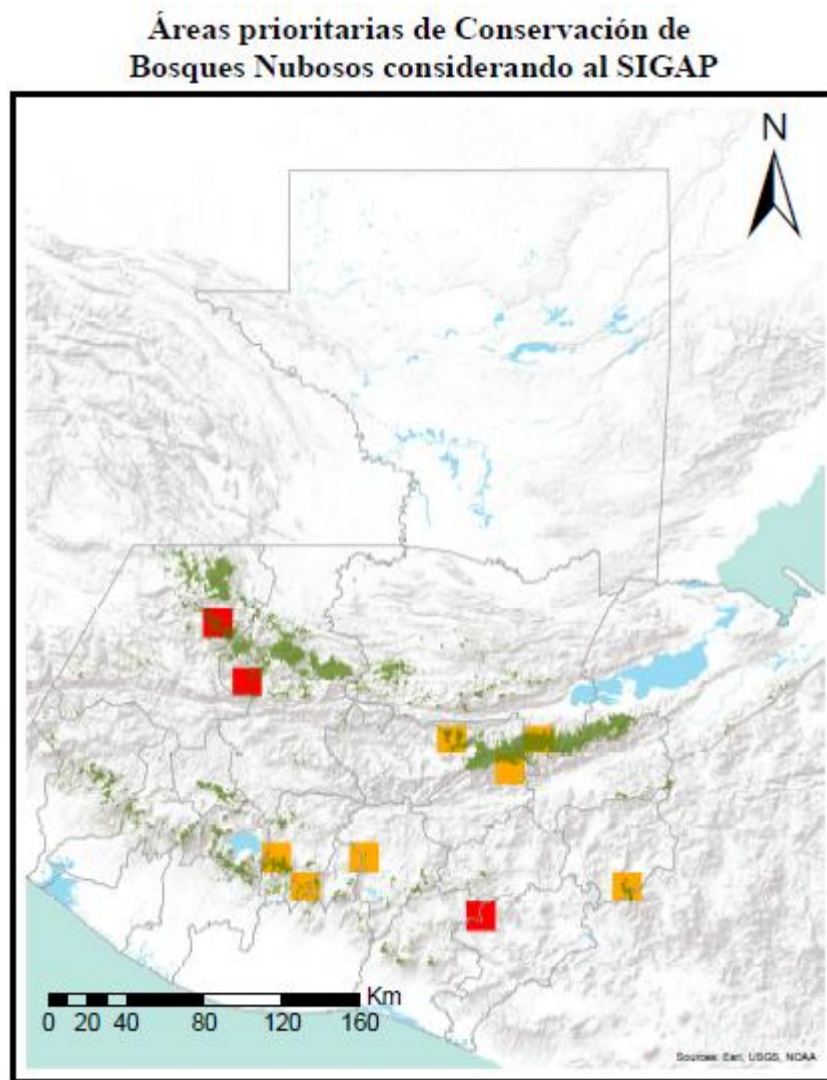 Áreas prioritarias de Conservación de
Bosques Nubosos considerando al SIGAP
N
Km
0 20 40 80 120 160
Sources: Esri, USGS, NOAA